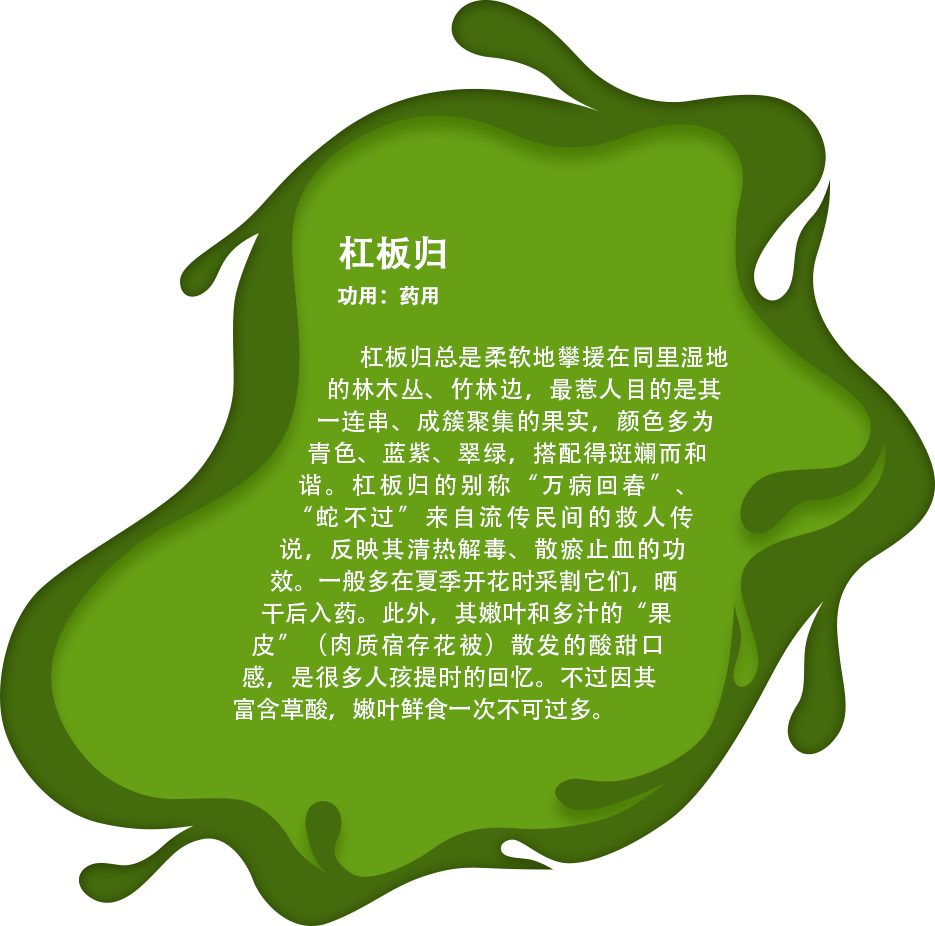 杠板归
功用：药用
杠板归总是柔软地攀援在同里湿地
的林木丛、竹林边，最惹人目的是其
一连串、成簇聚集的果实，颜色多为
青色、蓝紫、翠绿，搭配得斑斓而和
谐。杠板归的别称“万病回春”、
“蛇不过”来自流传民间的救人传
说，反映其清热解毒、散瘀止血的功
效。一般多在夏季开花时采割它们，晒
干后入药。此外，其嫩叶和多汁的“果
皮”（肉质宿存花被）散发的酸甜口
感，是很多人孩提时的回忆。不过因其
富含草酸，嫩叶鲜食一次不可过多。